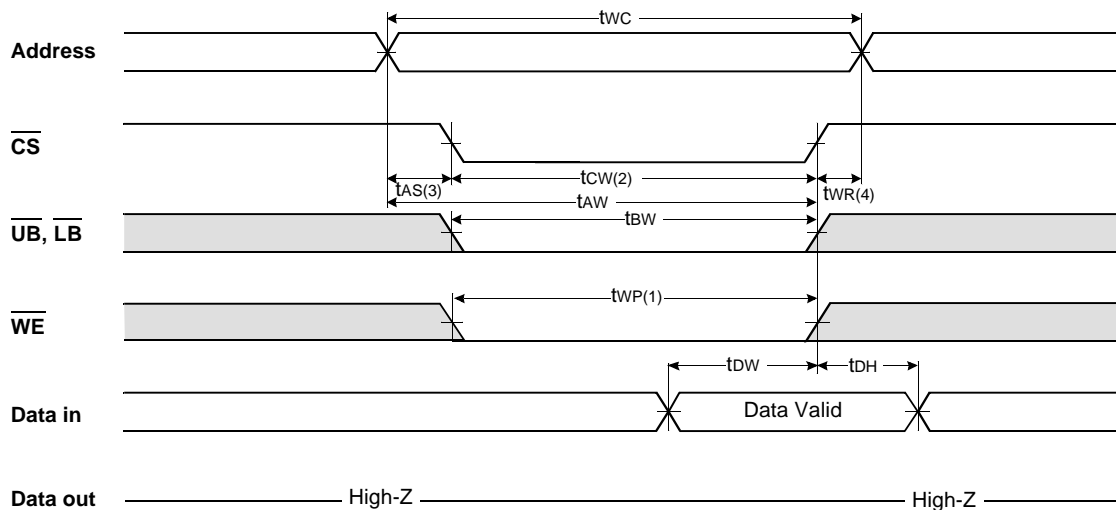 tWC
Address
CS
tAS(3) tCW(2) tWR(4)
tAW
UB, LB
tBW
tWP(1)
WE
tDW tDH
Data in Data Valid
Data out High-Z High-Z